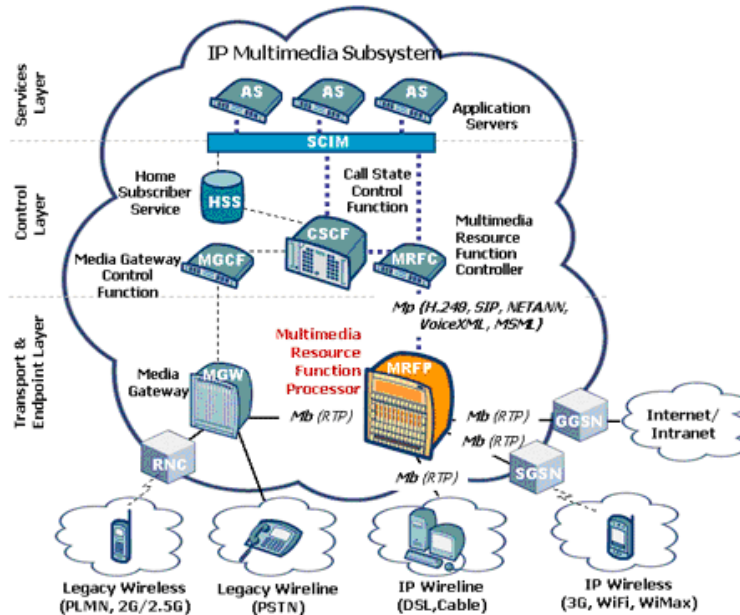 IP Multimedia Subsystem
Services
Layer
AS
AS
AS
Application
Servers
SCIM
Control
Layer
Home
Subscriber
Service
HSS
Call State
Control
Function
CSCF
Media Gateway
Control
Function
MGCF
MRFC
Multimedia
Resource
Function
Controller
Mp (H.248, SIP, NETANN,
VoiceXML, MSML)
Transport &
Endpoint Layer
Multimedia
Resource
Function
Processor
MRFP
Media
Gateway
MGW
Mb (RTP)
Mb (RTP)
Mb (RTP)
Mb (RTP)
GGSN
Internet/
Intranet
SGSN
RNC
Legacy Wireless
(PLMN, 2G/2.5G)
Legacy Wireline
(PSTN)
IP Wireline
(DSL,Cable)
IP Wireless
(3G, WiFi, WiMax)